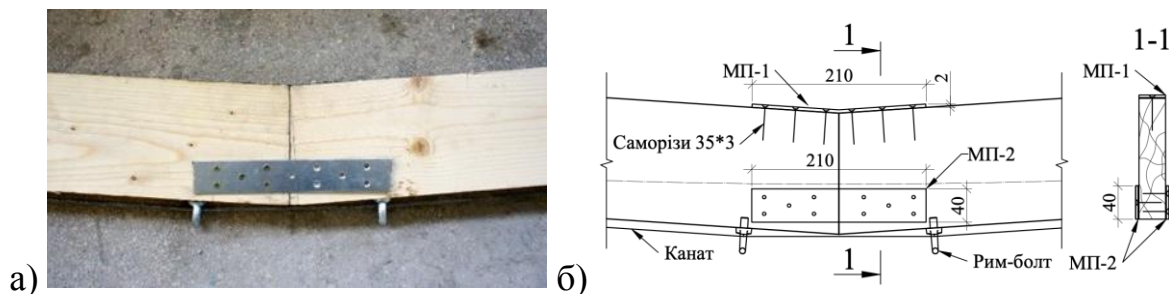 а)
б)
1
1-1
МП-1
210
2
МП-1
Саморізи 35*3
210
МП-2
40
40
Канат
1
Рим-болт
МП-2